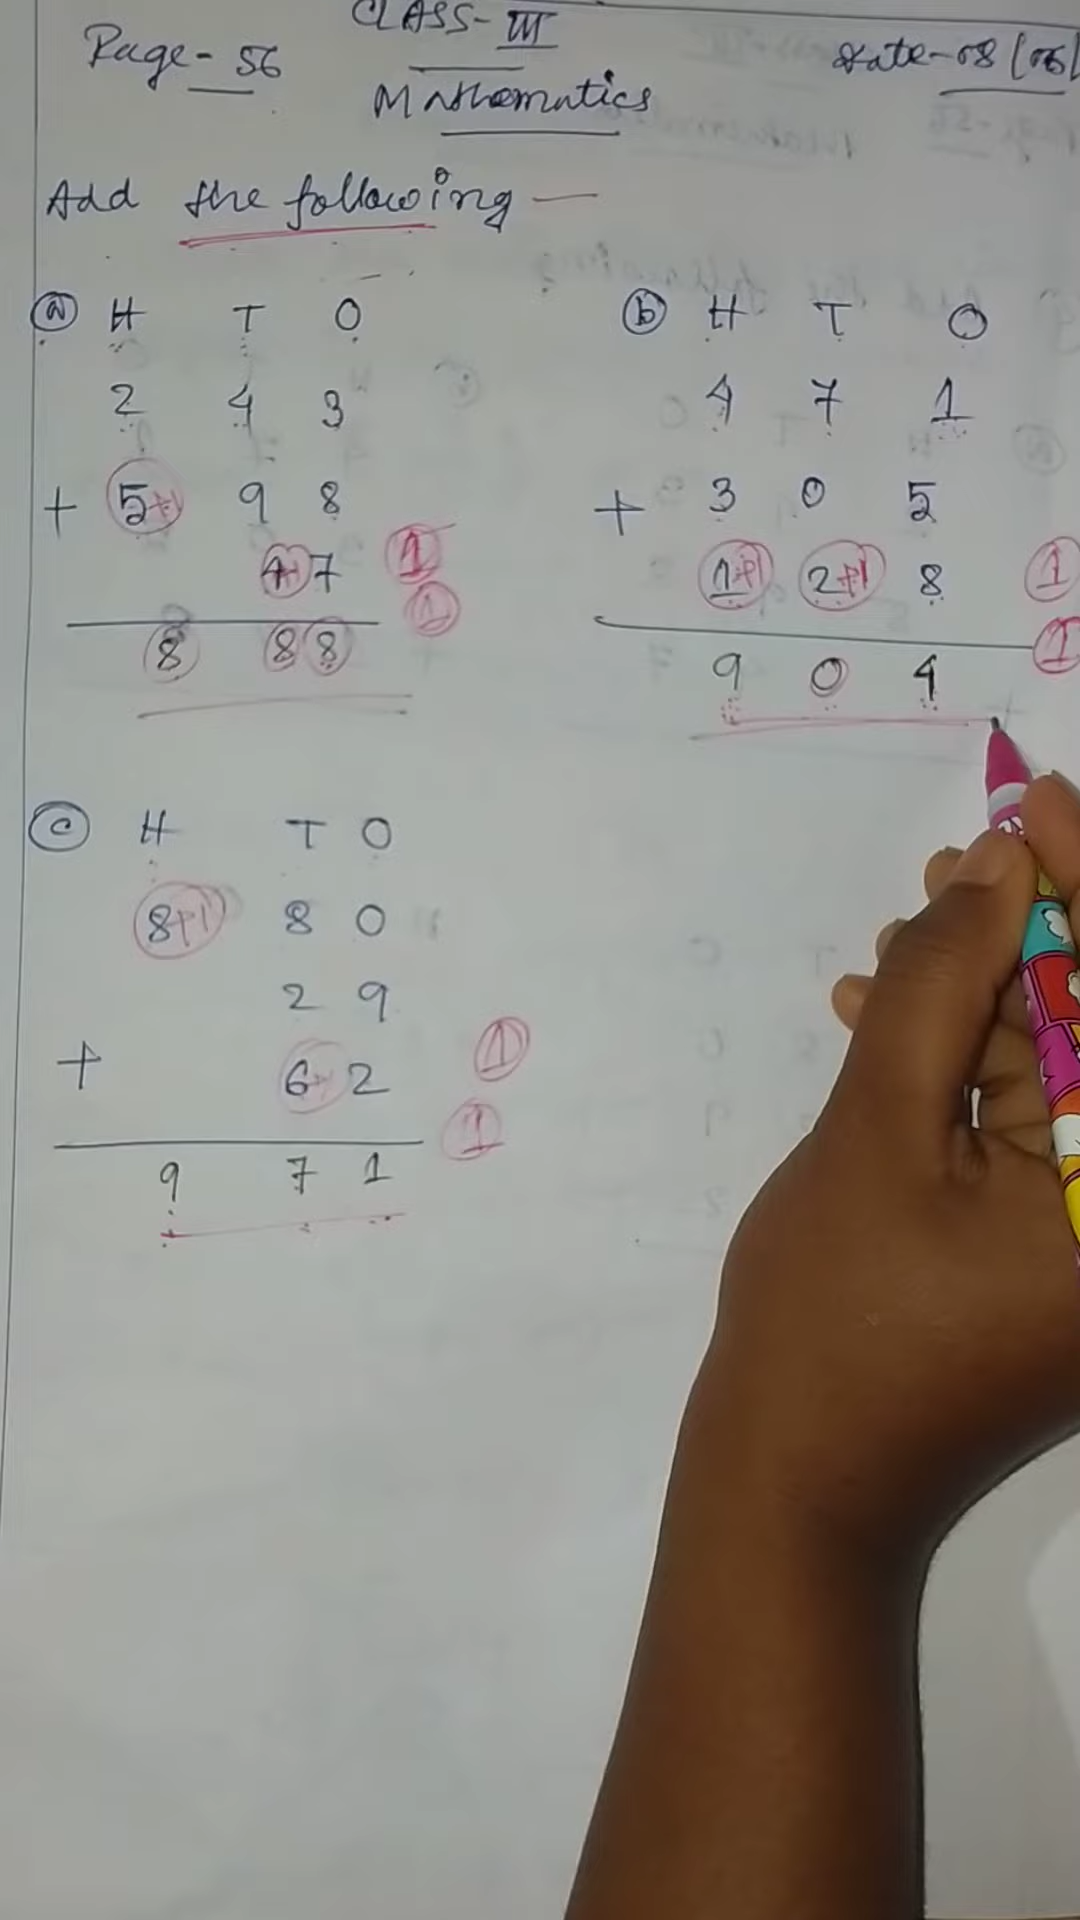 Page-56
CLASS-III
Date-08/05
Mathematics
Add the following —
(a) H T O
2 4 3
+ 5+1 9 8
4+1 7 1
1
8 8 8
(b) H T O
4 7 1
+ 3 0 5
1+1 2+1 8 1
1
9 0 4
(c) H T O
8+1 8 0
2 9
+ 6+1 2 1
1
9 7 1